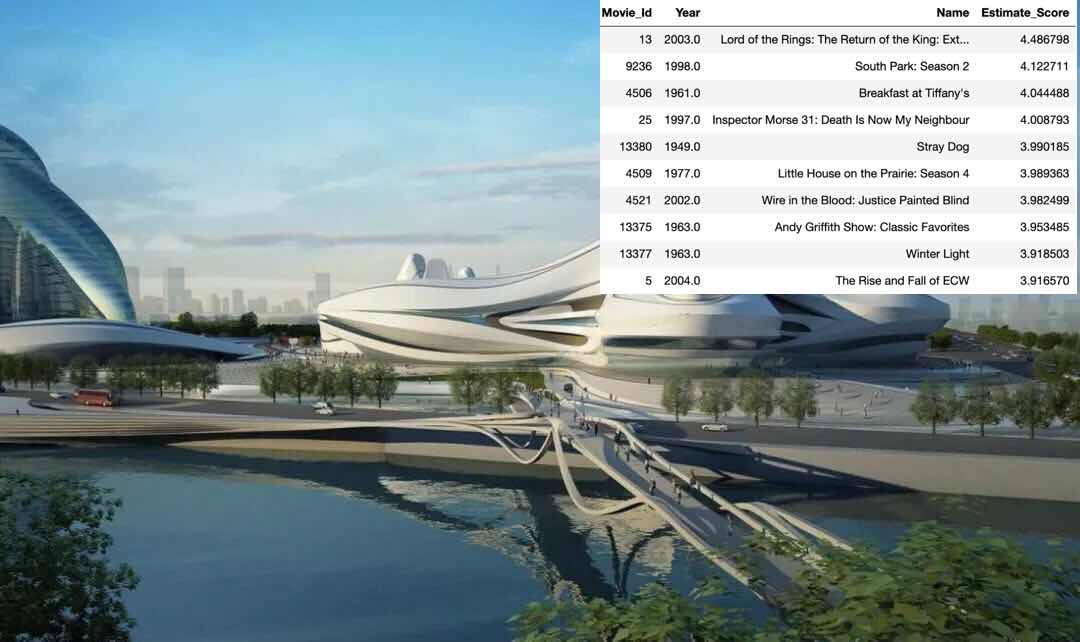 Movie_Id Year Name Estimate_Score
13 2003.0 Lord of the Rings: The Return of the King: Ext... 4.486798
9236 1998.0 South Park: Season 2 4.122711
4506 1961.0 Breakfast at Tiffany's 4.044488
25 1997.0 Inspector Morse 31: Death Is Now My Neighbour 4.008793
13380 1949.0 Stray Dog 3.990185
4509 1977.0 Little House on the Prairie: Season 4 3.989363
4521 2002.0 Wire in the Blood: Justice Painted Blind 3.982499
13375 1963.0 Andy Griffith Show: Classic Favorites 3.953485
13377 1963.0 Winter Light 3.918503
5 2004.0 The Rise and Fall of ECW 3.916570